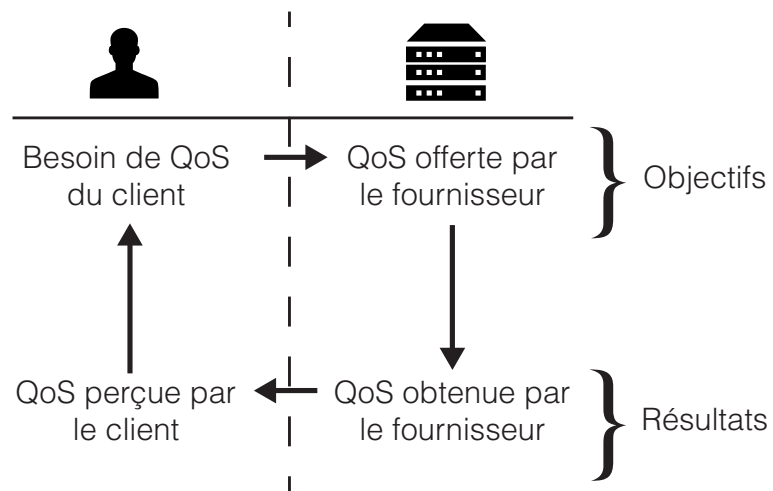 Besoin de QoS
du client
QoS offerte par
le fournisseur
Objectifs
QoS perçue par
le client
QoS obtenue par
le fournisseur
Résultats